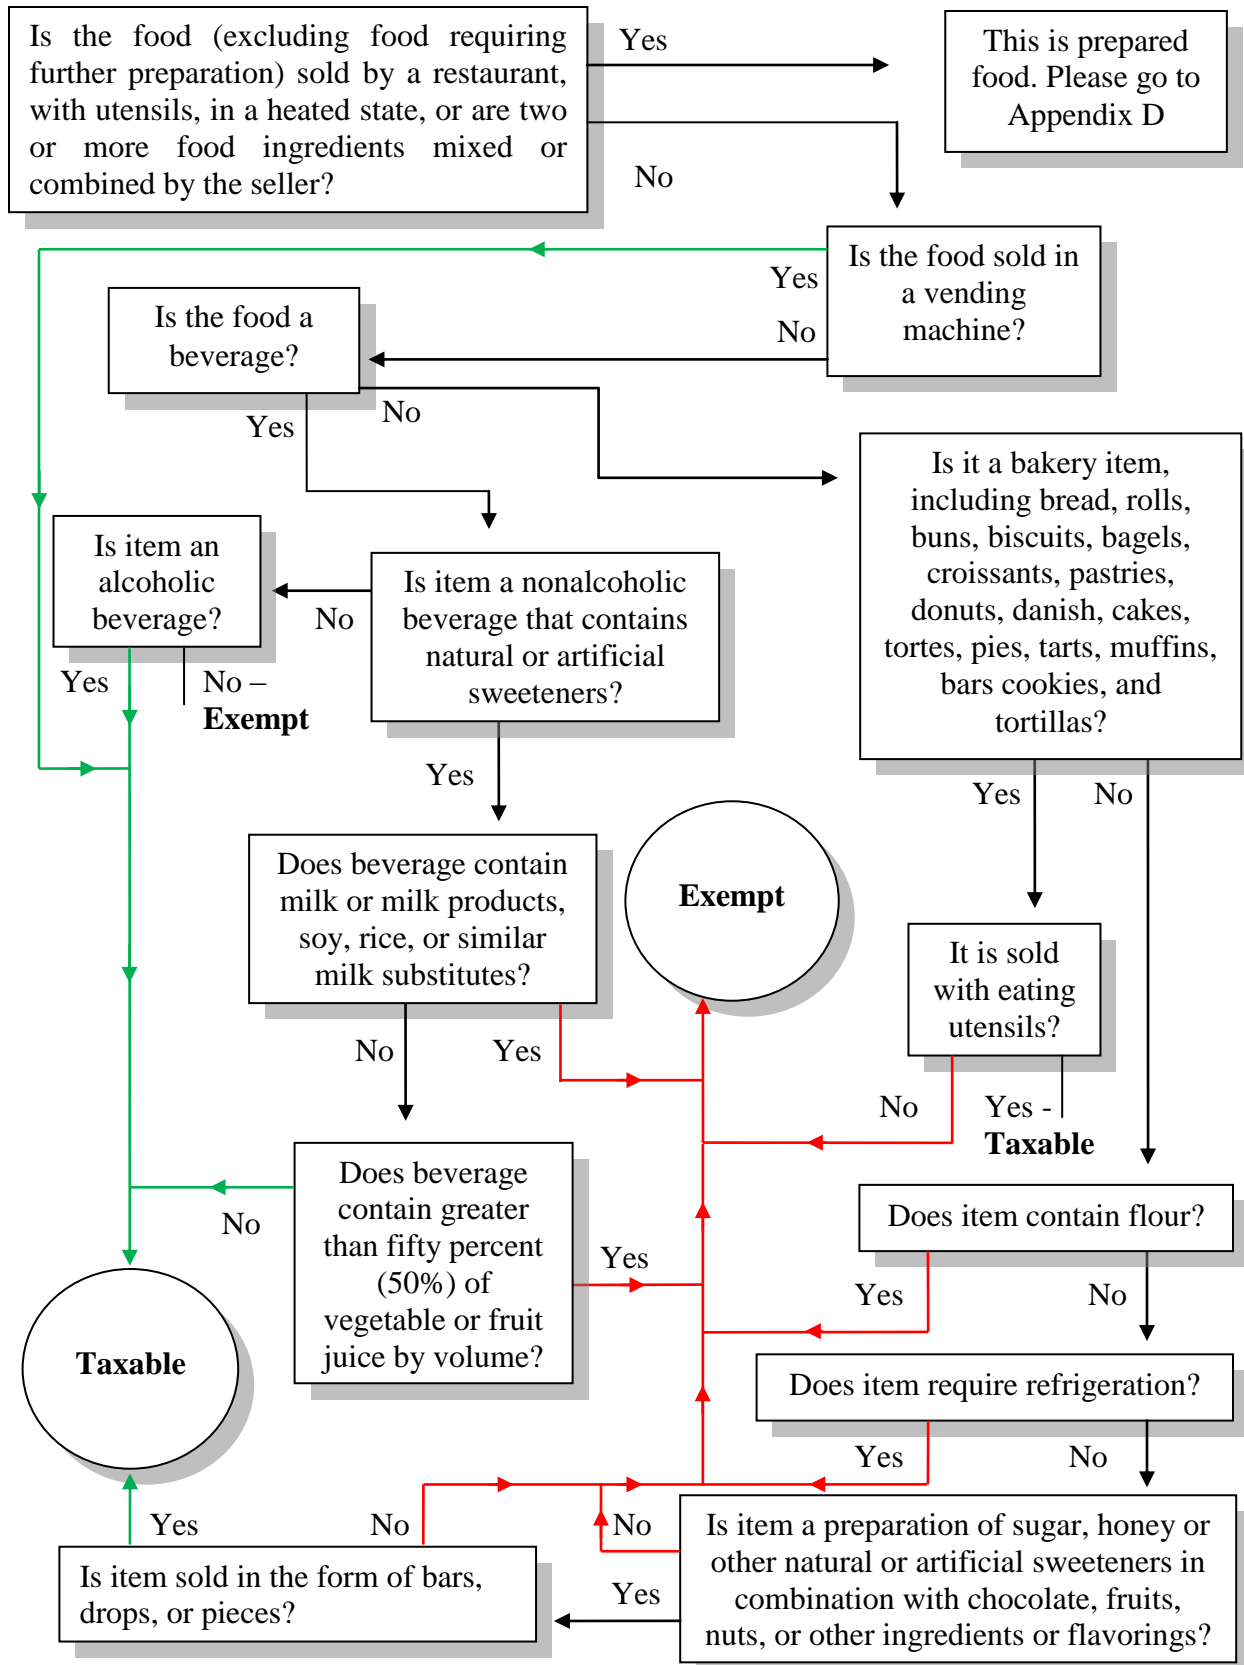 Is the food (excluding food requiring
further preparation) sold by a restaurant,
with utensils, in a heated state, or are two
or more food ingredients mixed or
combined by the seller?
Yes
No
This is prepared
food. Please go to
Appendix D
Is the food sold in
a vending
machine?
Yes
No
Is the food a
beverage?
Yes
No
Is it a bakery item,
including bread, rolls,
buns, biscuits, bagels,
croissants, pastries,
donuts, danish, cakes,
tortes, pies, tarts, muffins,
bars cookies, and
tortillas?
Yes
No
Is item an
alcoholic
beverage?
Yes
No –
Exempt
Is item a nonalcoholic
beverage that contains
natural or artificial
sweeteners?
No
Yes
Does beverage contain
milk or milk products,
soy, rice, or similar
milk substitutes?
No
Yes
Exempt
It is sold
with eating
utensils?
No
Yes -
Taxable
Does beverage
contain greater
than fifty percent
(50%) of
vegetable or fruit
juice by volume?
No
Yes
Does item contain flour?
Yes
No
Taxable
Does item require refrigeration?
Yes
No
Is item a preparation of sugar, honey or
other natural or artificial sweeteners in
combination with chocolate, fruits,
nuts, or other ingredients or flavorings?
No
Yes
Is item sold in the form of bars,
drops, or pieces?
Yes
No